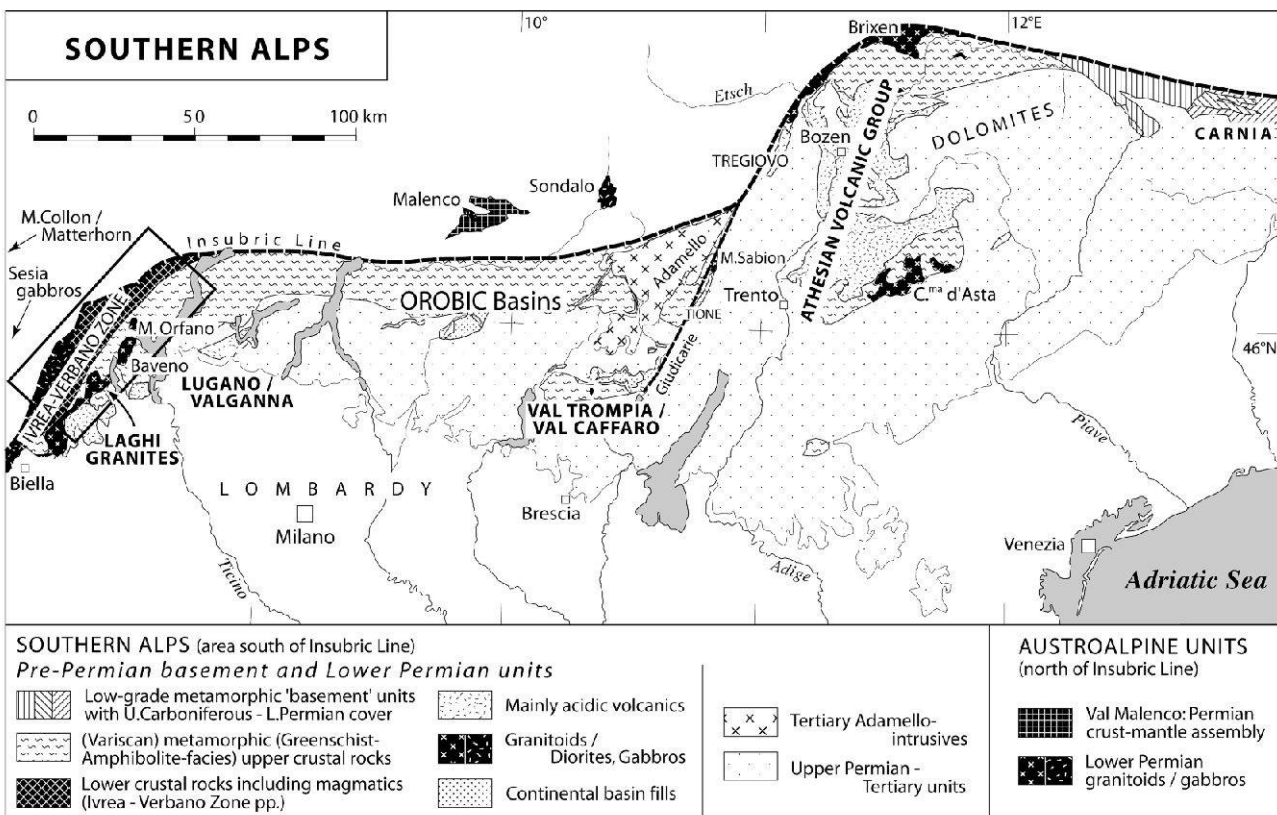 SOUTHERN ALPS
10°
12°E
0 50 100 km
Brixen
Etsch
Bozen
DOLOMITES
CARNIA
TREGIOVO
ATHESIAN VOLCANIC GROUP
Malenco
Sondalo
M.Collon /
Matterhorn
Insubric Line
Sesia
gabbros
Adamello
M.Sabion
OROBIC Basins
Trento
C.ma d'Asta
TIONE
IVREA-VERBANO ZONE
M. Orfano
46°N
Baveno
Giudicarie
LUGANO /
VALGANNA
VAL TROMPIA /
VAL CAFFARO
LAGHI
GRANITES
Piave
Biella
LOMBARDY
Brescia
Milano
Venezia
Ticino
Adige
Adriatic Sea
SOUTHERN ALPS (area south of Insubric Line)
Pre-Permian basement and Lower Permian units
Low-grade metamorphic 'basement' units
with U.Carboniferous - L.Permian cover
(Variscan) metamorphic (Greenschist-
Amphibolite-facies) upper crustal rocks
Lower crustal rocks including magmatics
(Ivrea - Verbano Zone pp.)
Mainly acidic volcanics
Granitoids /
Diorites, Gabbros
Continental basin fills
Tertiary Adamello-
intrusives
Upper Permian -
Tertiary units
AUSTROALPINE UNITS
(north of Insubric Line)
Val Malenco: Permian
crust-mantle assembly
Lower Permian
granitoids / gabbros